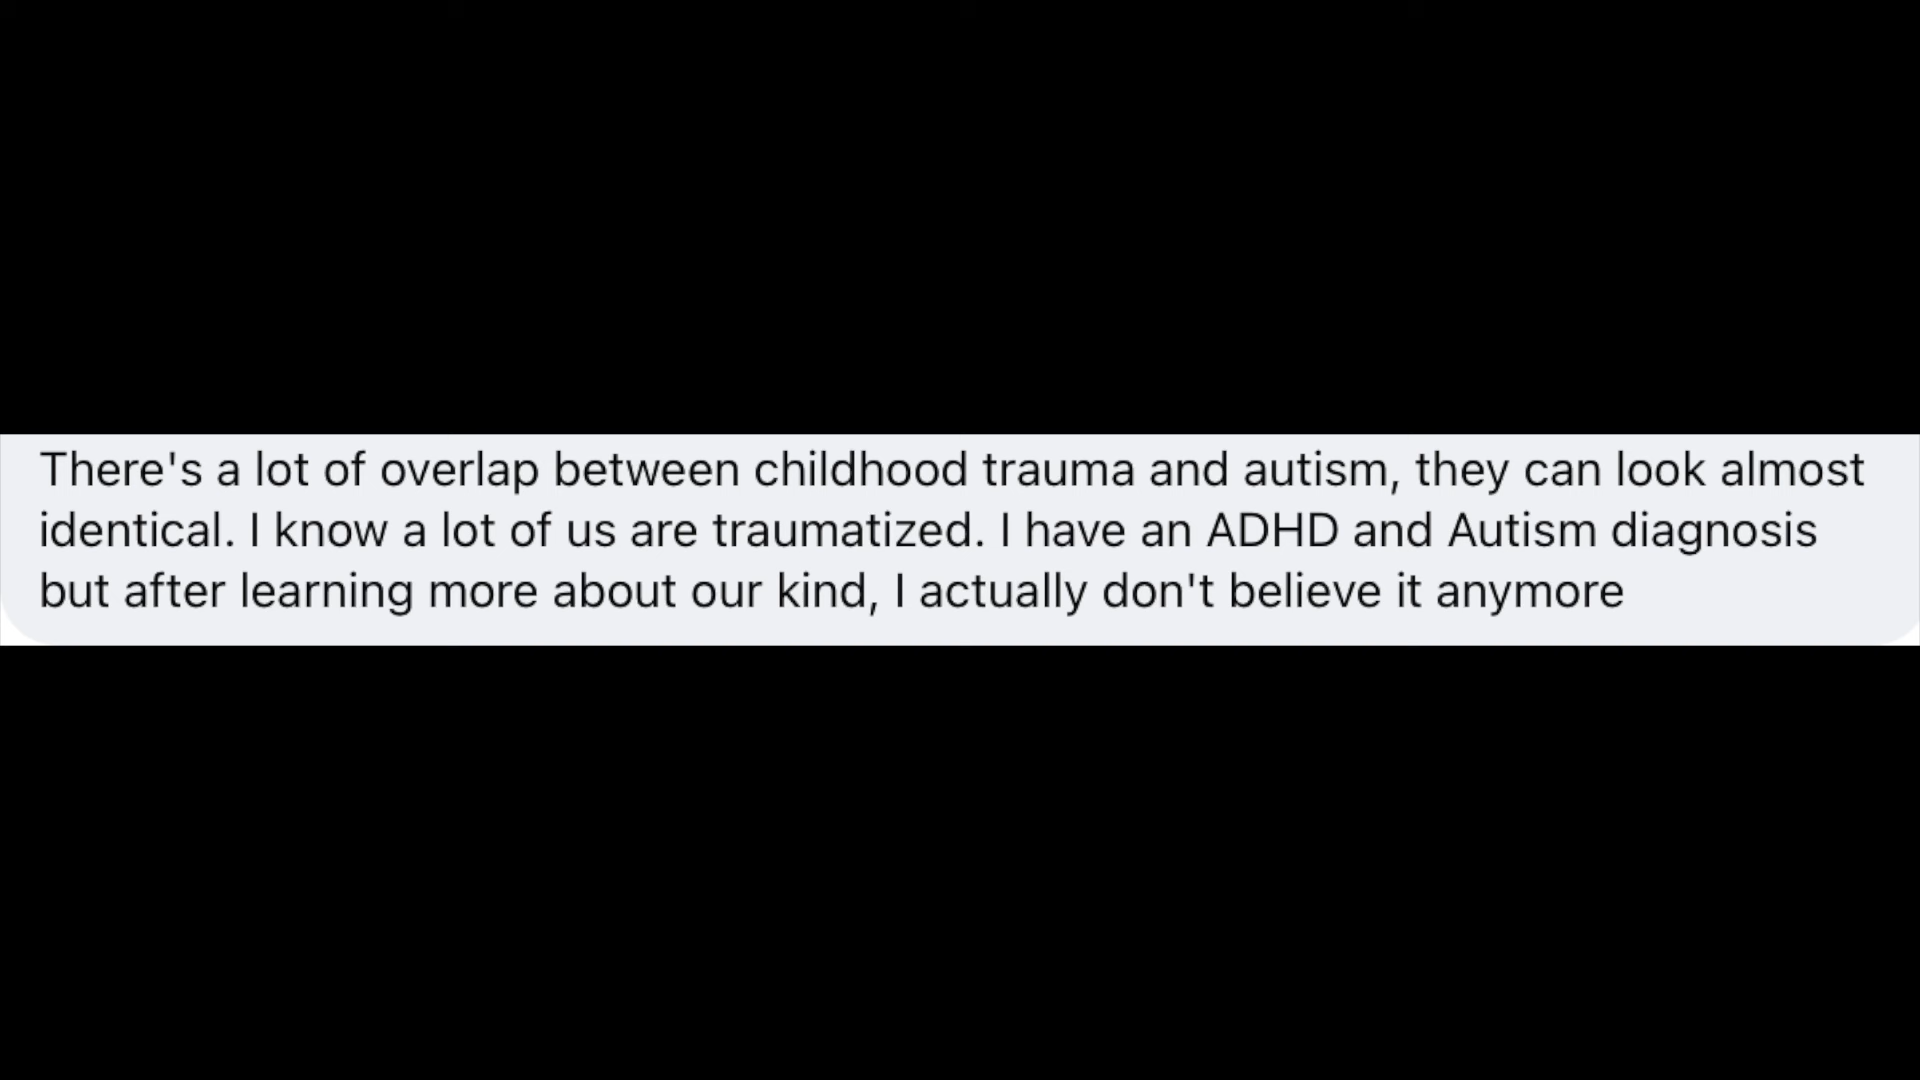 There's a lot of overlap between childhood trauma and autism, they can look almost
identical. I know a lot of us are traumatized. I have an ADHD and Autism diagnosis
but after learning more about our kind, I actually don't believe it anymore